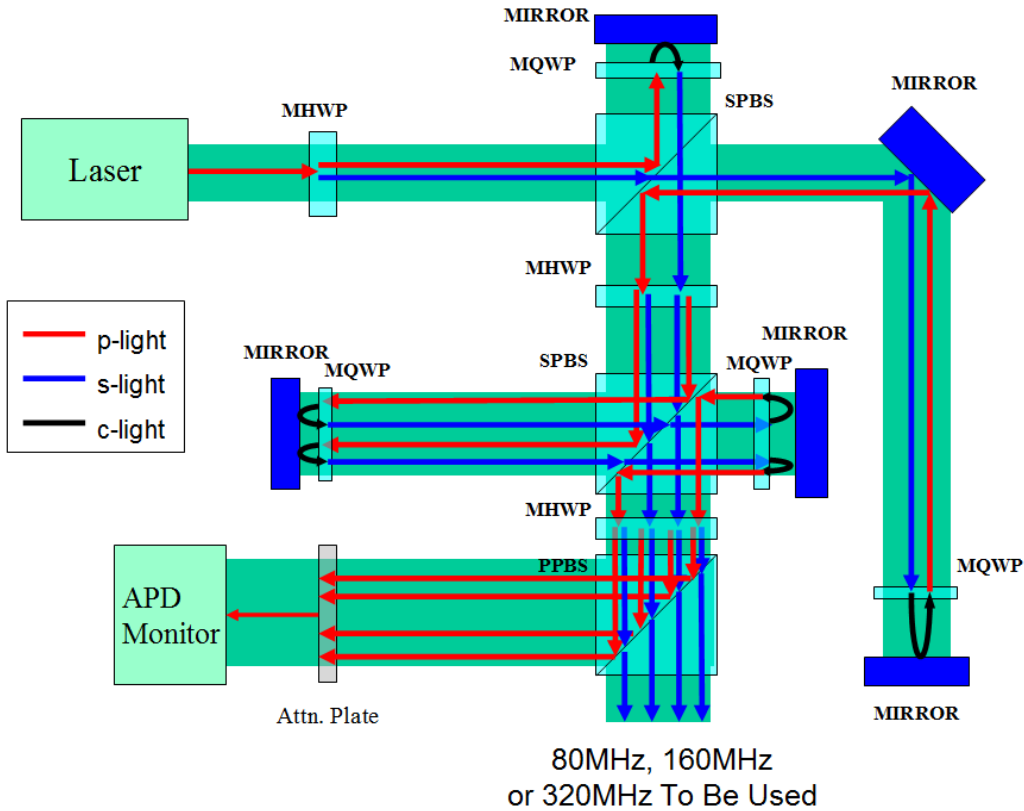 MIRROR
MQWP
SPBS
MIRROR
MHWP
Laser
MHWP
p-light
s-light
c-light
MIRROR
MQWP
SPBS
MQWP
MIRROR
MHWP
PPBS
APD
Monitor
MQWP
Attn. Plate
MIRROR
80MHz, 160MHz
or 320MHz To Be Used